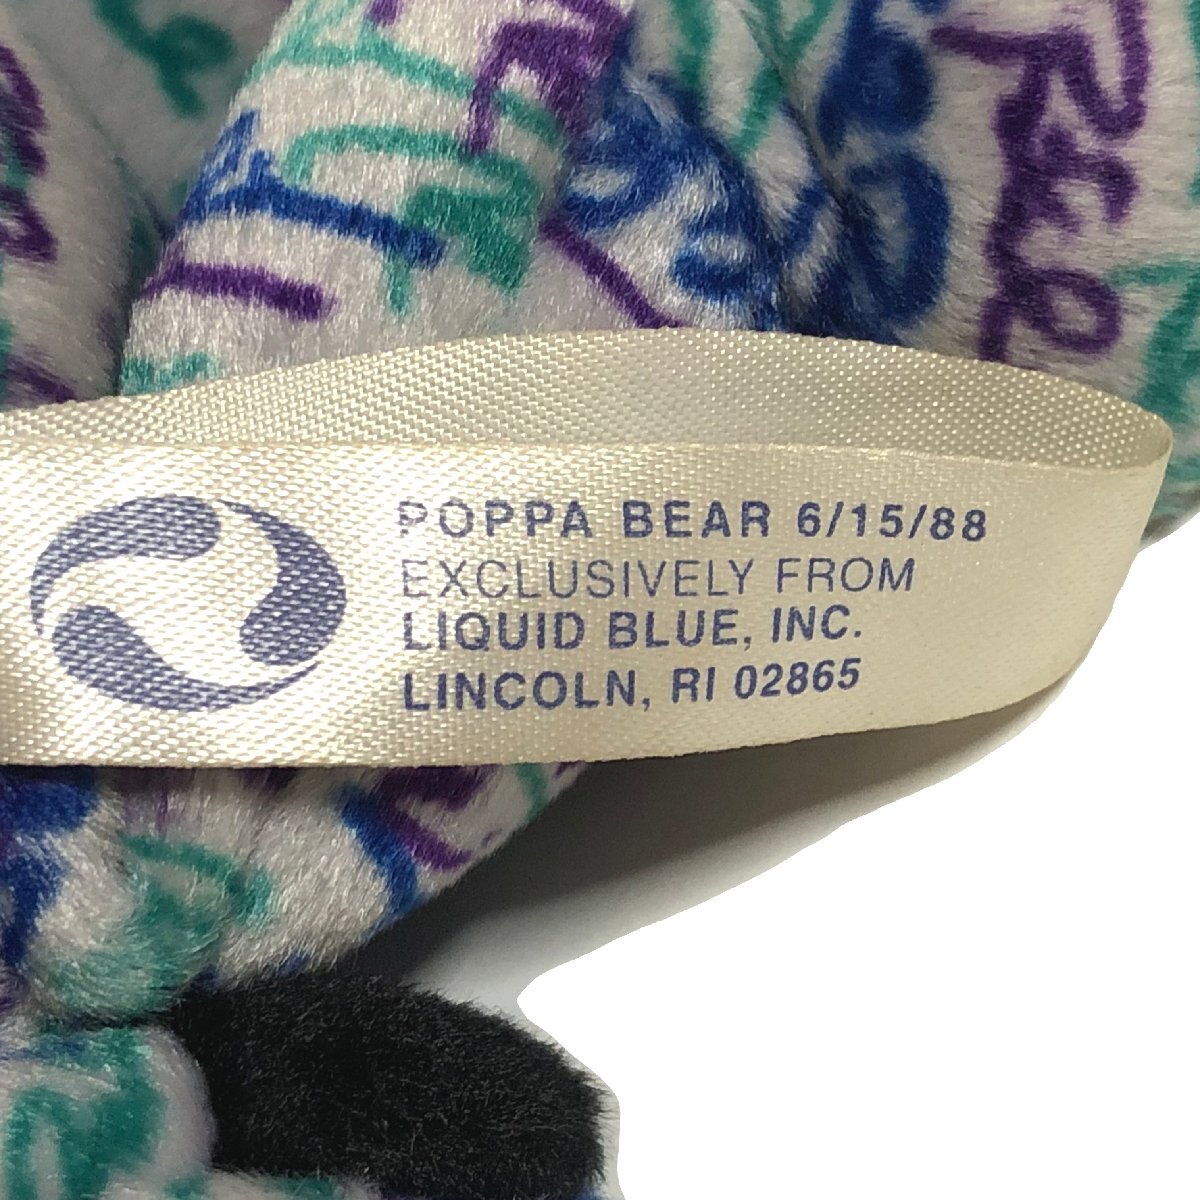 POPPA BEAR 6/15/88
EXCLUSIVELY FROM
LIQUID BLUE, INC.
LINCOLN, RI 02865